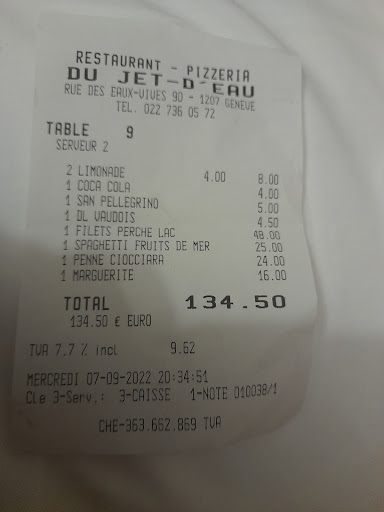 RESTAURANT - PIZZERIA
DU JET-D'EAU
RUE DES EAUX-VIVES 90 - 1207 GENEVE
TEL. 022 736 05 72
TABLE 9
SERVEUR 2
2 LIMONADE 4.00 8.00
1 COCA COLA 4.00
1 SAN PELLEGRINO 5.00
1 DL VAUDOIS 4.50
1 FILETS PERCHE LAC 48.00
1 SPAGHETTI FRUITS DE MER 25.00
1 PENNE CIOCCIARA 24.00
1 MARGUERITE 16.00
TOTAL 134.50
134.50 € EURO
TVA 7.7 % incl 9.62
MERCREDI 07-09-2022 20:34:51
Cle 3-Serv.: 3-CAISSE 1-NOTE 010038/1
CHE-363.662.869 TVA